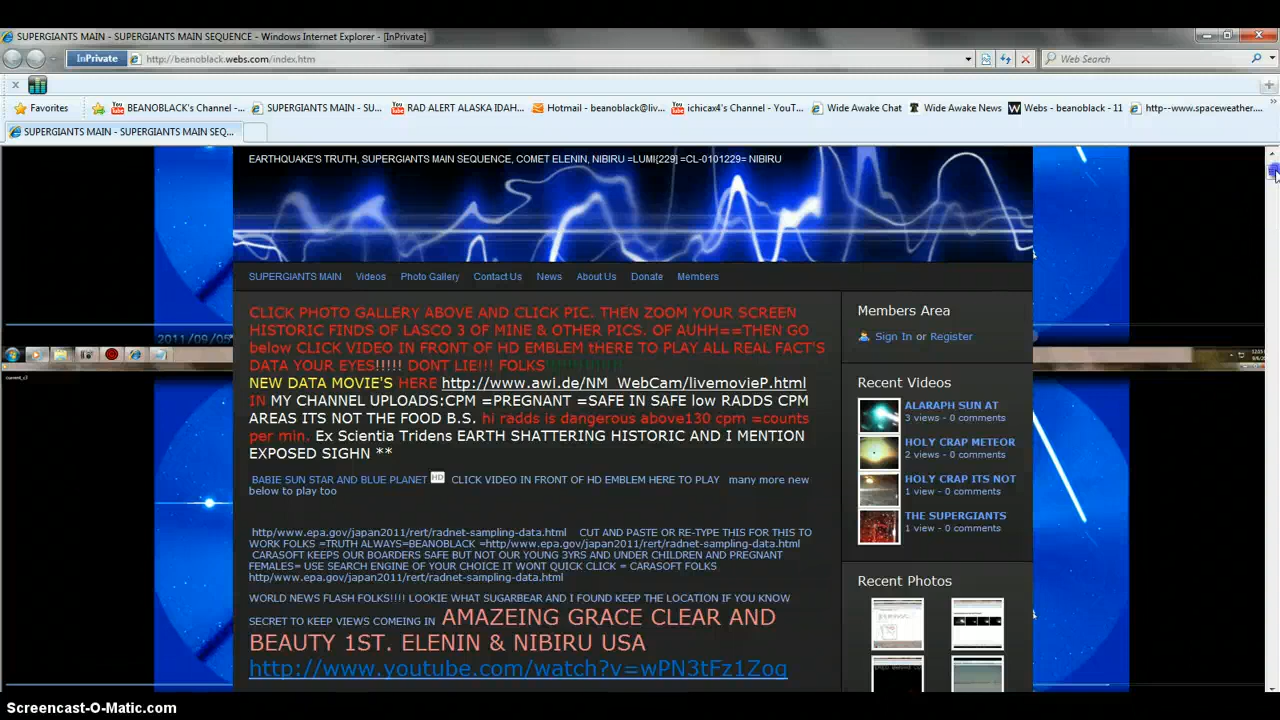 SUPERGIANTS MAIN - SUPERGIANTS MAIN SEQUENCE - Windows Internet Explorer - [InPrivate]
InPrivate
http://beanoblack.webs.com/index.htm
Web Search
Favorites
BEANOBLACK's Channel -...
SUPERGIANTS MAIN - SU...
RAD ALERT ALASKA IDAH...
Hotmail - beanoblack@liv...
ichicax4's Channel - YouT...
Wide Awake Chat
Wide Awake News
Webs - beanoblack - 11
http--www.spaceweather....
SUPERGIANTS MAIN - SUPERGIANTS MAIN SEQ...
EARTHQUAKE'S TRUTH, SUPERGIANTS MAIN SEQUENCE, COMET ELENIN, NIBIRU =LUMI{229] =CL-0101229= NIBIRU
SUPERGIANTS MAIN Videos Photo Gallery Contact Us News About Us Donate Members
CLICK PHOTO GALLERY ABOVE AND CLICK PIC. THEN ZOOM YOUR SCREEN
HISTORIC FINDS OF LASCO 3 OF MINE & OTHER PICS. OF AUHH==THEN GO
below CLICK VIDEO IN FRONT OF HD EMBLEM tHERE TO PLAY ALL REAL FACT'S
DATA YOUR EYES!!!!! DONT LIE!!! FOLKS
NEW DATA MOVIE'S HERE http://www.awi.de/NM_WebCam/livemovieP.html
IN MY CHANNEL UPLOADS:CPM =PREGNANT =SAFE IN SAFE low RADDS CPM
AREAS ITS NOT THE FOOD B.S. hi radds is dangerous above130 cpm =counts
per min. Ex Scientia Tridens EARTH SHATTERING HISTORIC AND I MENTION
EXPOSED SIGHN **
BABIE SUN STAR AND BLUE PLANET HD CLICK VIDEO IN FRONT OF HD EMBLEM HERE TO PLAY many more new
below to play too
http/www.epa.gov/japan2011/rert/radnet-sampling-data.html CUT AND PASTE OR RE-TYPE THIS FOR THIS TO
WORK FOLKS =TRUTH ALWAYS=BEANOBLACK =http/www.epa.gov/japan2011/rert/radnet-sampling-data.html
CARASOFT KEEPS OUR BOARDERS SAFE BUT NOT OUR YOUNG 3YRS AND UNDER CHILDREN AND PREGNANT
FEMALES= USE SEARCH ENGINE OF YOUR CHOICE IT WONT QUICK CLICK = CARASOFT FOLKS
http/www.epa.gov/japan2011/rert/radnet-sampling-data.html
WORLD NEWS FLASH FOLKS!!!! LOOKIE WHAT SUGARBEAR AND I FOUND KEEP THE LOCATION IF YOU KNOW
SECRET TO KEEP VIEWS COMEING IN AMAZEING GRACE CLEAR AND
BEAUTY 1ST. ELENIN & NIBIRU USA
http://www.youtube.com/watch?v=wPN3tFz1Zoq
Members Area
Sign In or Register
Recent Videos
ALARAPH SUN AT
3 views - 0 comments
HOLY CRAP METEOR
2 views - 0 comments
HOLY CRAP ITS NOT
1 view - 0 comments
THE SUPERGIANTS
1 view - 0 comments
Recent Photos
2011/09/05
Screencast-O-Matic.com